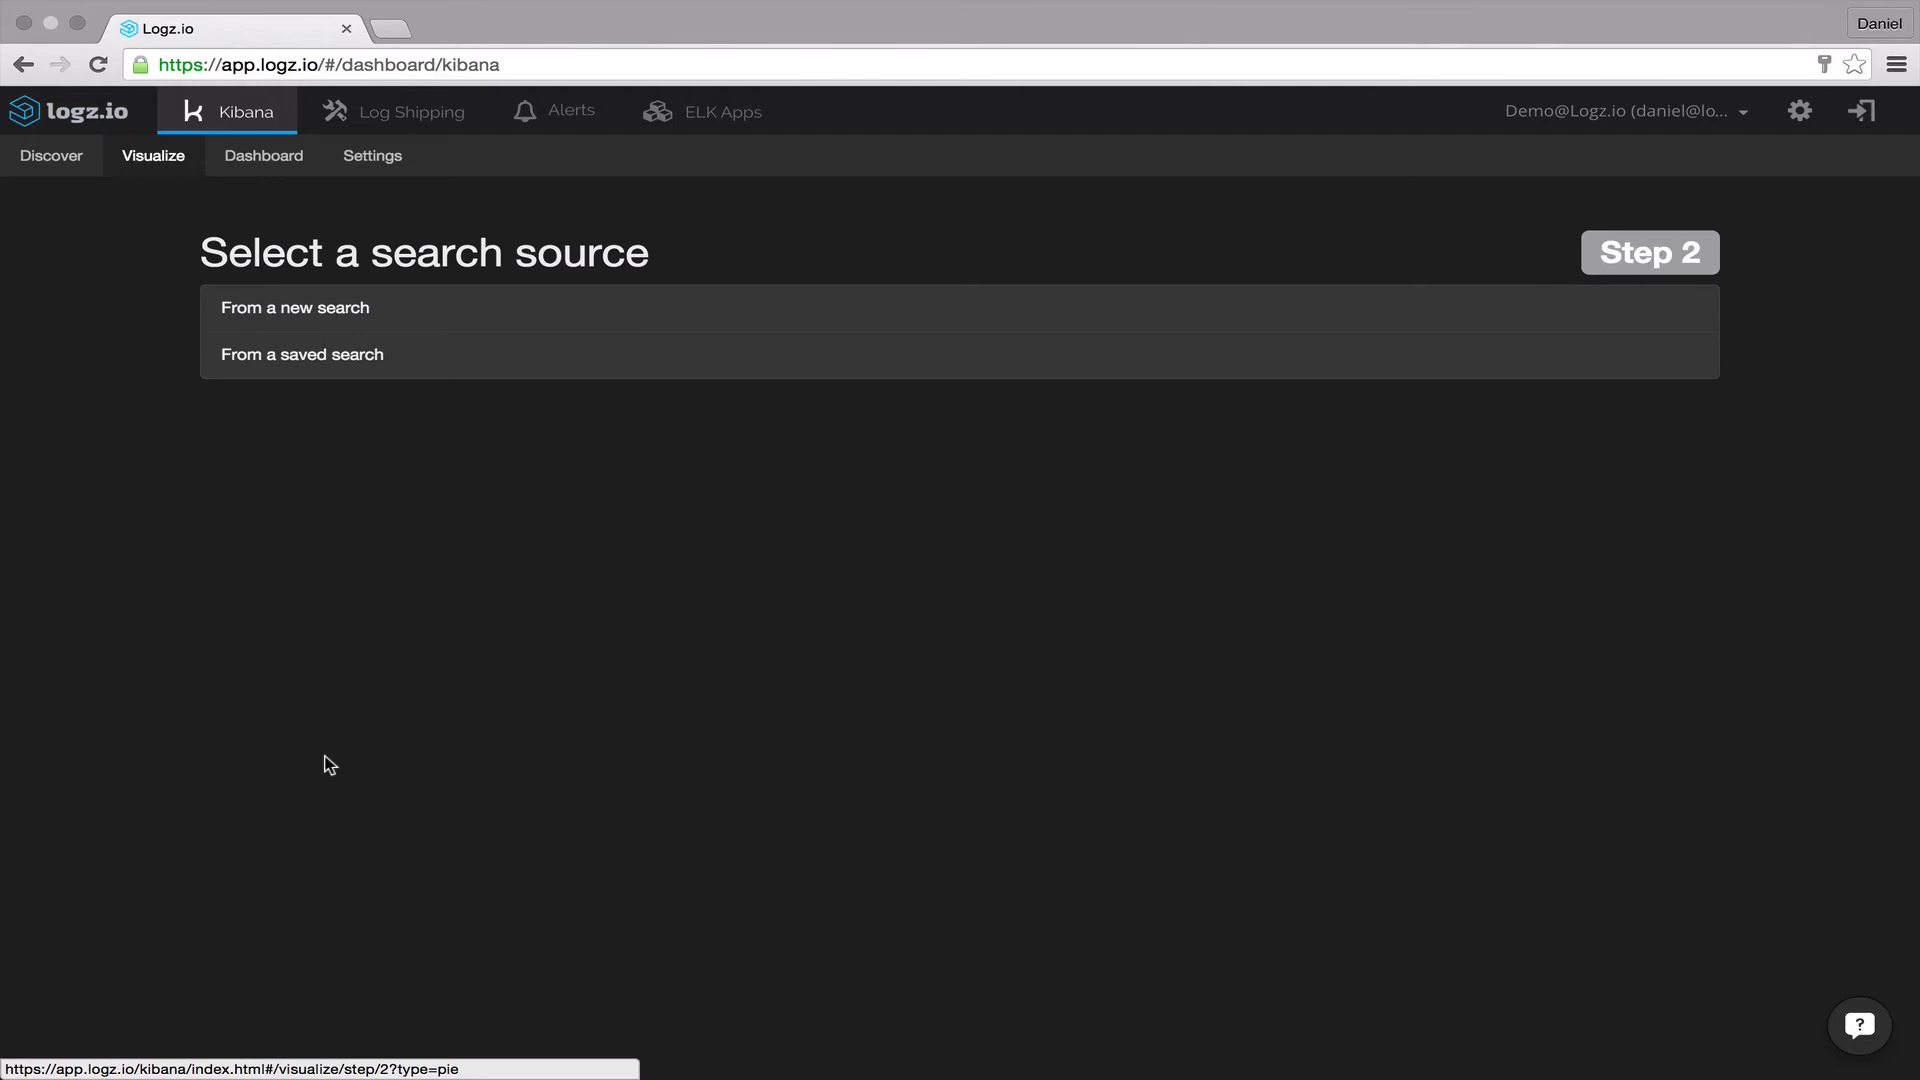 Logz.io
Daniel
https://app.logz.io/#/dashboard/kibana
logz.io
Kibana
Log Shipping
Alerts
ELK Apps
Demo@Logz.io (daniel@lo...
Discover
Visualize
Dashboard
Settings
Select a search source
Step 2
From a new search
From a saved search
?
https://app.logz.io/kibana/index.html#/visualize/step/2?type=pie